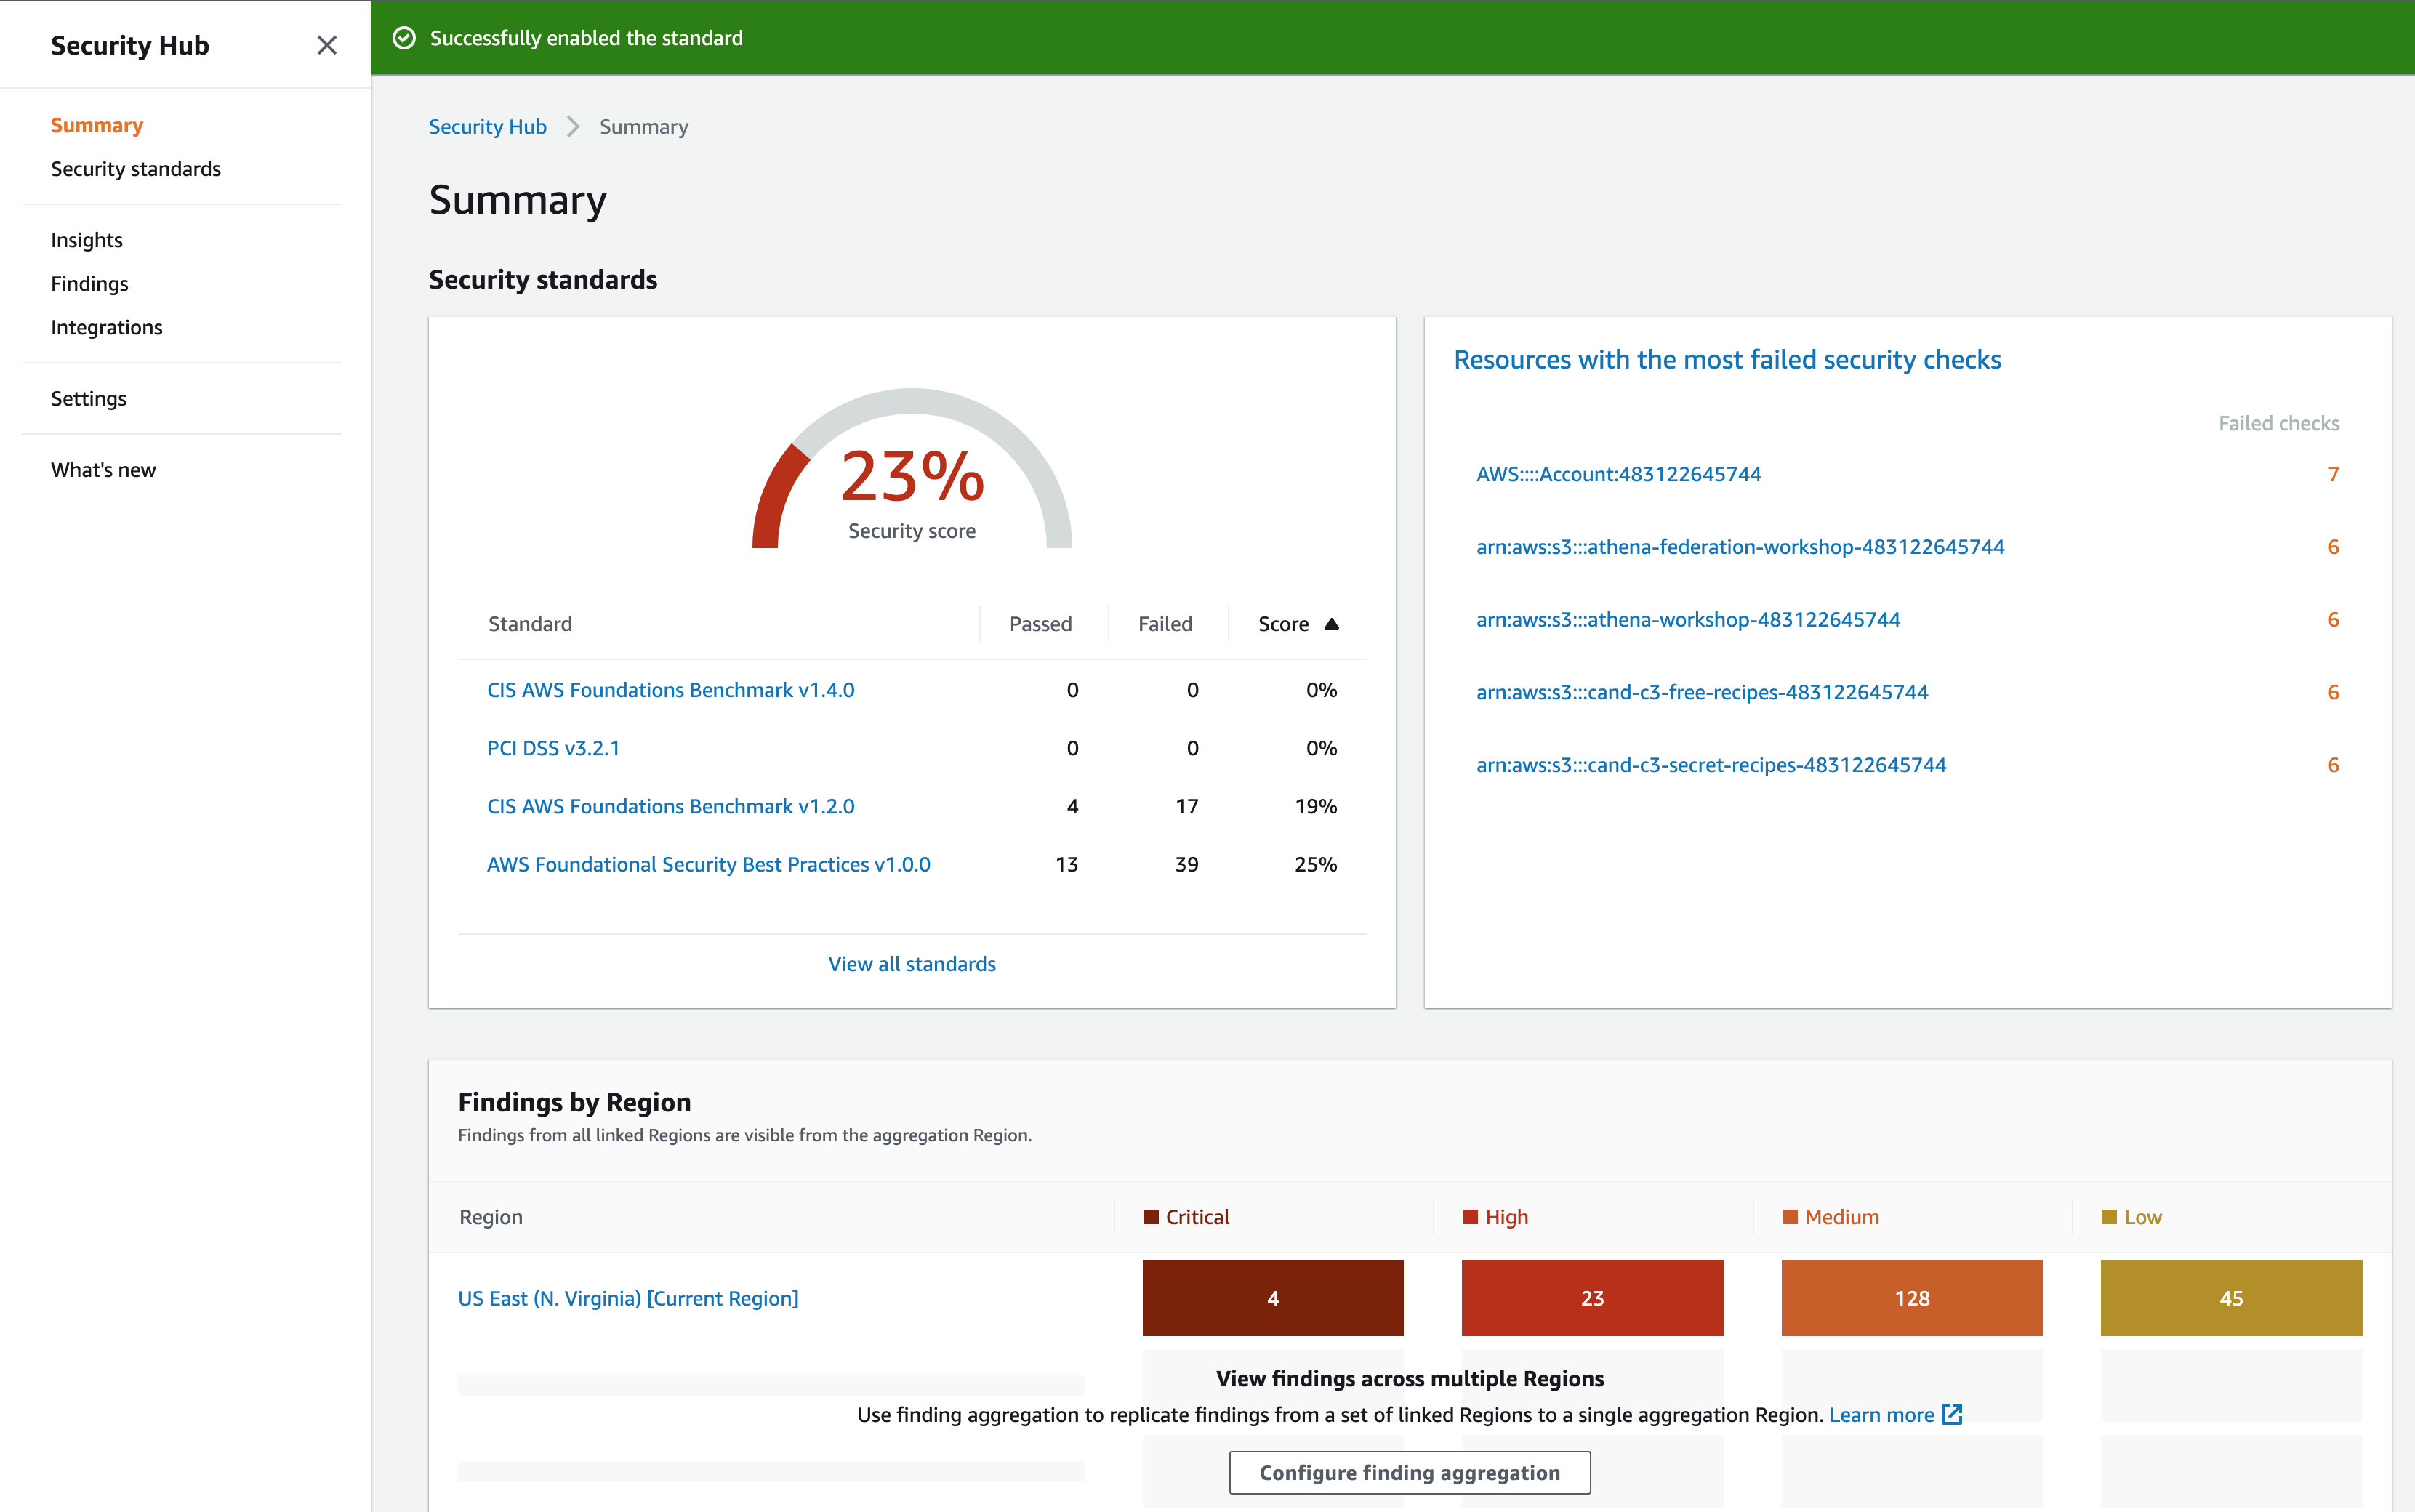 Security Hub
Successfully enabled the standard
Summary
Security standards
Insights
Findings
Integrations
Settings
What's new
Security Hub > Summary
Summary
Security standards
23%
Security score
Standard Passed Failed Score ▲
CIS AWS Foundations Benchmark v1.4.0 0 0 0%
PCI DSS v3.2.1 0 0 0%
CIS AWS Foundations Benchmark v1.2.0 4 17 19%
AWS Foundational Security Best Practices v1.0.0 13 39 25%
View all standards
Resources with the most failed security checks
Failed checks
AWS::::Account:483122645744 7
arn:aws:s3:::athena-federation-workshop-483122645744 6
arn:aws:s3:::athena-workshop-483122645744 6
arn:aws:s3:::cand-c3-free-recipes-483122645744 6
arn:aws:s3:::cand-c3-secret-recipes-483122645744 6
Findings by Region
Findings from all linked Regions are visible from the aggregation Region.
Region Critical High Medium Low
US East (N. Virginia) [Current Region] 4 23 128 45
View findings across multiple Regions
Use finding aggregation to replicate findings from a set of linked Regions to a single aggregation Region. Learn more
Configure finding aggregation